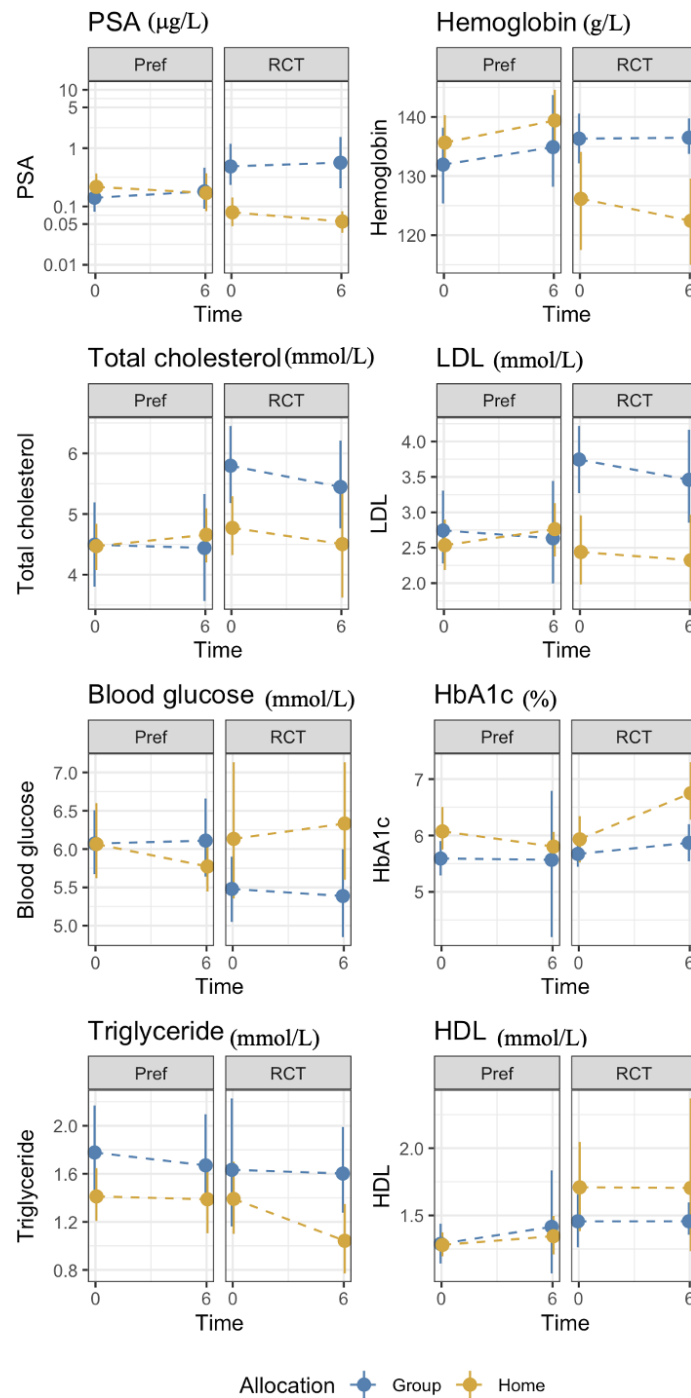 PSA (µg/L) Hemoglobin (g/L)
Pref RCT Pref RCT
10
5
1
0.1
0.05
0.01
PSA
140
130
120
Hemoglobin
0 6 0 6 0 6 0 6
Time Time
Total cholesterol (mmol/L) LDL (mmol/L)
Pref RCT Pref RCT
6
5
4
Total cholesterol
4.0
3.5
3.0
2.5
2.0
LDL
0 6 0 6 0 6 0 6
Time Time
Blood glucose (mmol/L) HbA1c (%)
Pref RCT Pref RCT
7.0
6.5
6.0
5.5
5.0
Blood glucose
7
6
5
HbA1c
0 6 0 6 0 6 0 6
Time Time
Triglyceride (mmol/L) HDL (mmol/L)
Pref RCT Pref RCT
2.0
1.6
1.2
0.8
Triglyceride
2.0
1.5
HDL
0 6 0 6 0 6 0 6
Time Time
Allocation Group Home